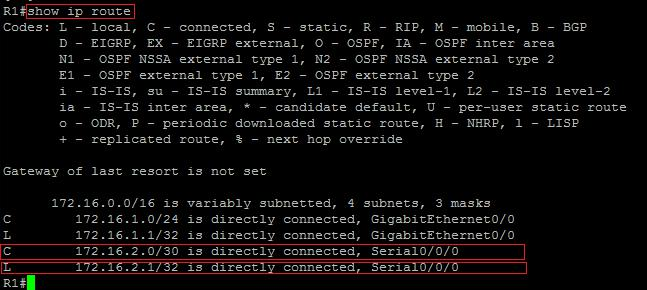 R1#show ip route
Codes: L - local, C - connected, S - static, R - RIP, M - mobile, B - BGP
D - EIGRP, EX - EIGRP external, O - OSPF, IA - OSPF inter area
N1 - OSPF NSSA external type 1, N2 - OSPF NSSA external type 2
E1 - OSPF external type 1, E2 - OSPF external type 2
i - IS-IS, su - IS-IS summary, L1 - IS-IS level-1, L2 - IS-IS level-2
ia - IS-IS inter area, * - candidate default, U - per-user static route
o - ODR, P - periodic downloaded static route, H - NHRP, l - LISP
+ - replicated route, % - next hop override
Gateway of last resort is not set
172.16.0.0/16 is variably subnetted, 4 subnets, 3 masks
C 172.16.1.0/24 is directly connected, GigabitEthernet0/0
L 172.16.1.1/32 is directly connected, GigabitEthernet0/0
C 172.16.2.0/30 is directly connected, Serial0/0/0
L 172.16.2.1/32 is directly connected, Serial0/0/0
R1#